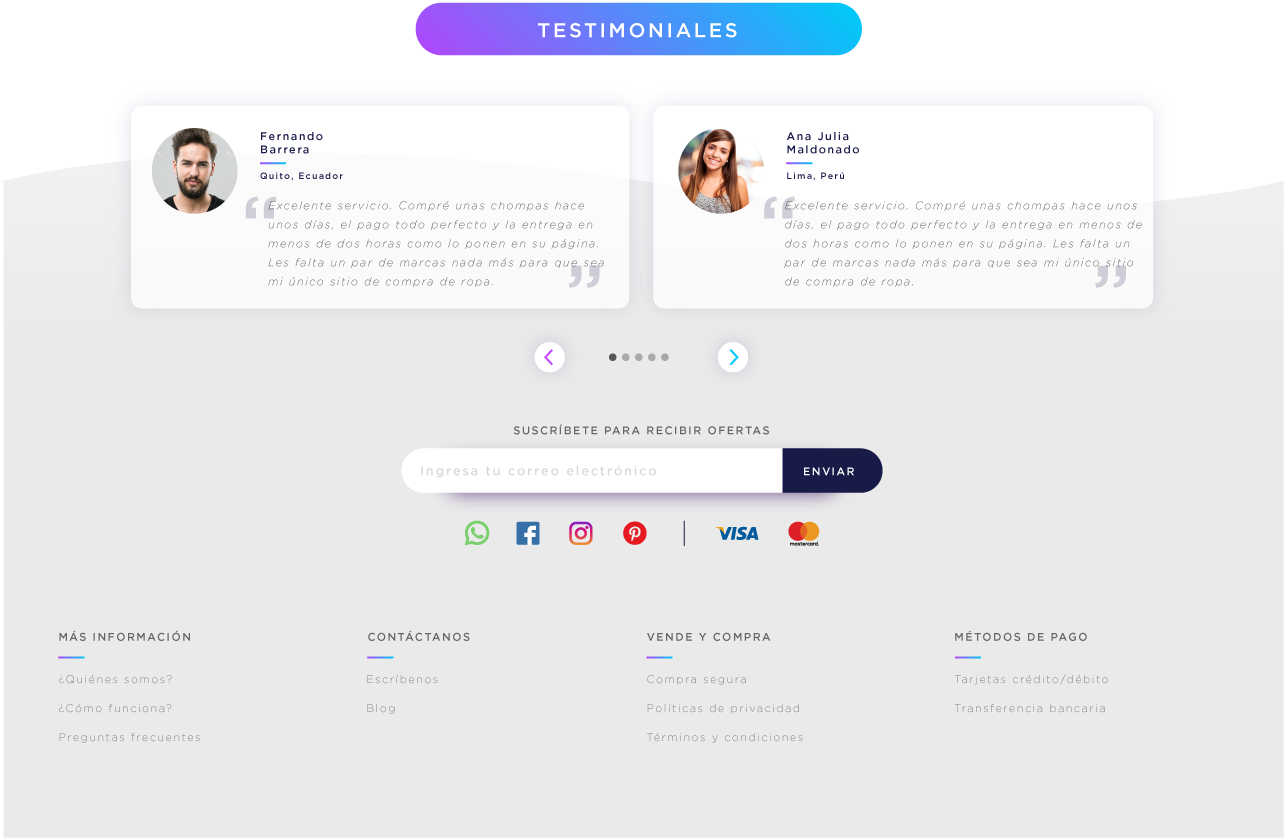 TESTIMONIALES
Fernando
Barrera
Quito, Ecuador
“
Excelente servicio. Compré unas chompas hace
unos días, el pago todo perfecto y la entrega en
menos de dos horas como lo ponen en su página.
Les falta un par de marcas nada más para que sea
mi único sitio de compra de ropa.
”
Ana Julia
Maldonado
Lima, Perú
“
Excelente servicio. Compré unas chompas hace unos
días, el pago todo perfecto y la entrega en menos de
dos horas como lo ponen en su página. Les falta un
par de marcas nada más para que sea mi único sitio
de compra de ropa.
”
SUSCRÍBETE PARA RECIBIR OFERTAS
Ingresa tu correo electrónico
ENVIAR
VISA
mastercard.
MÁS INFORMACIÓN
¿Quiénes somos?
¿Cómo funciona?
Preguntas frecuentes
CONTÁCTANOS
Escríbenos
Blog
VENDE Y COMPRA
Compra segura
Políticas de privacidad
Términos y condiciones
MÉTODOS DE PAGO
Tarjetas crédito/débito
Transferencia bancaria